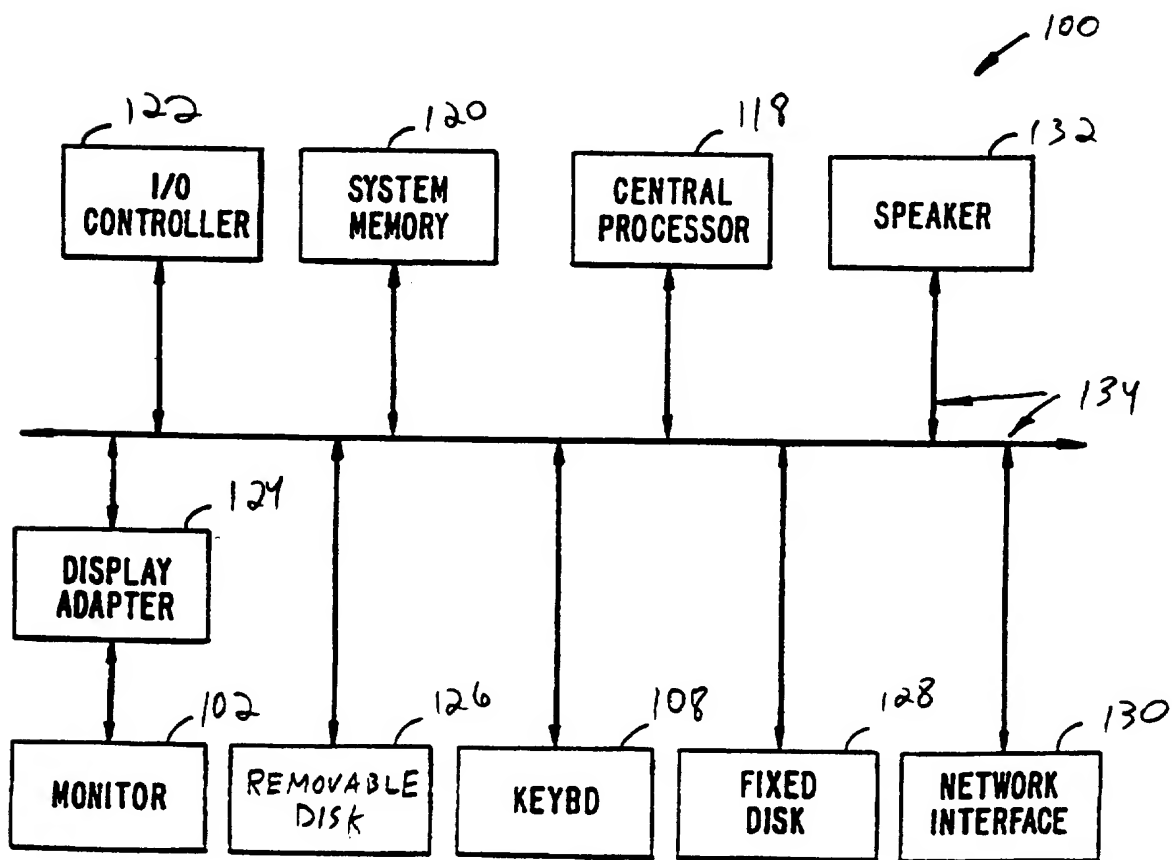 100
122
120
118
132
I/O
CONTROLLER
SYSTEM
MEMORY
CENTRAL
PROCESSOR
SPEAKER
134
124
DISPLAY
ADAPTER
102
126
108
128
130
MONITOR
REMOVABLE
DISK
KEYBD
FIXED
DISK
NETWORK
INTERFACE